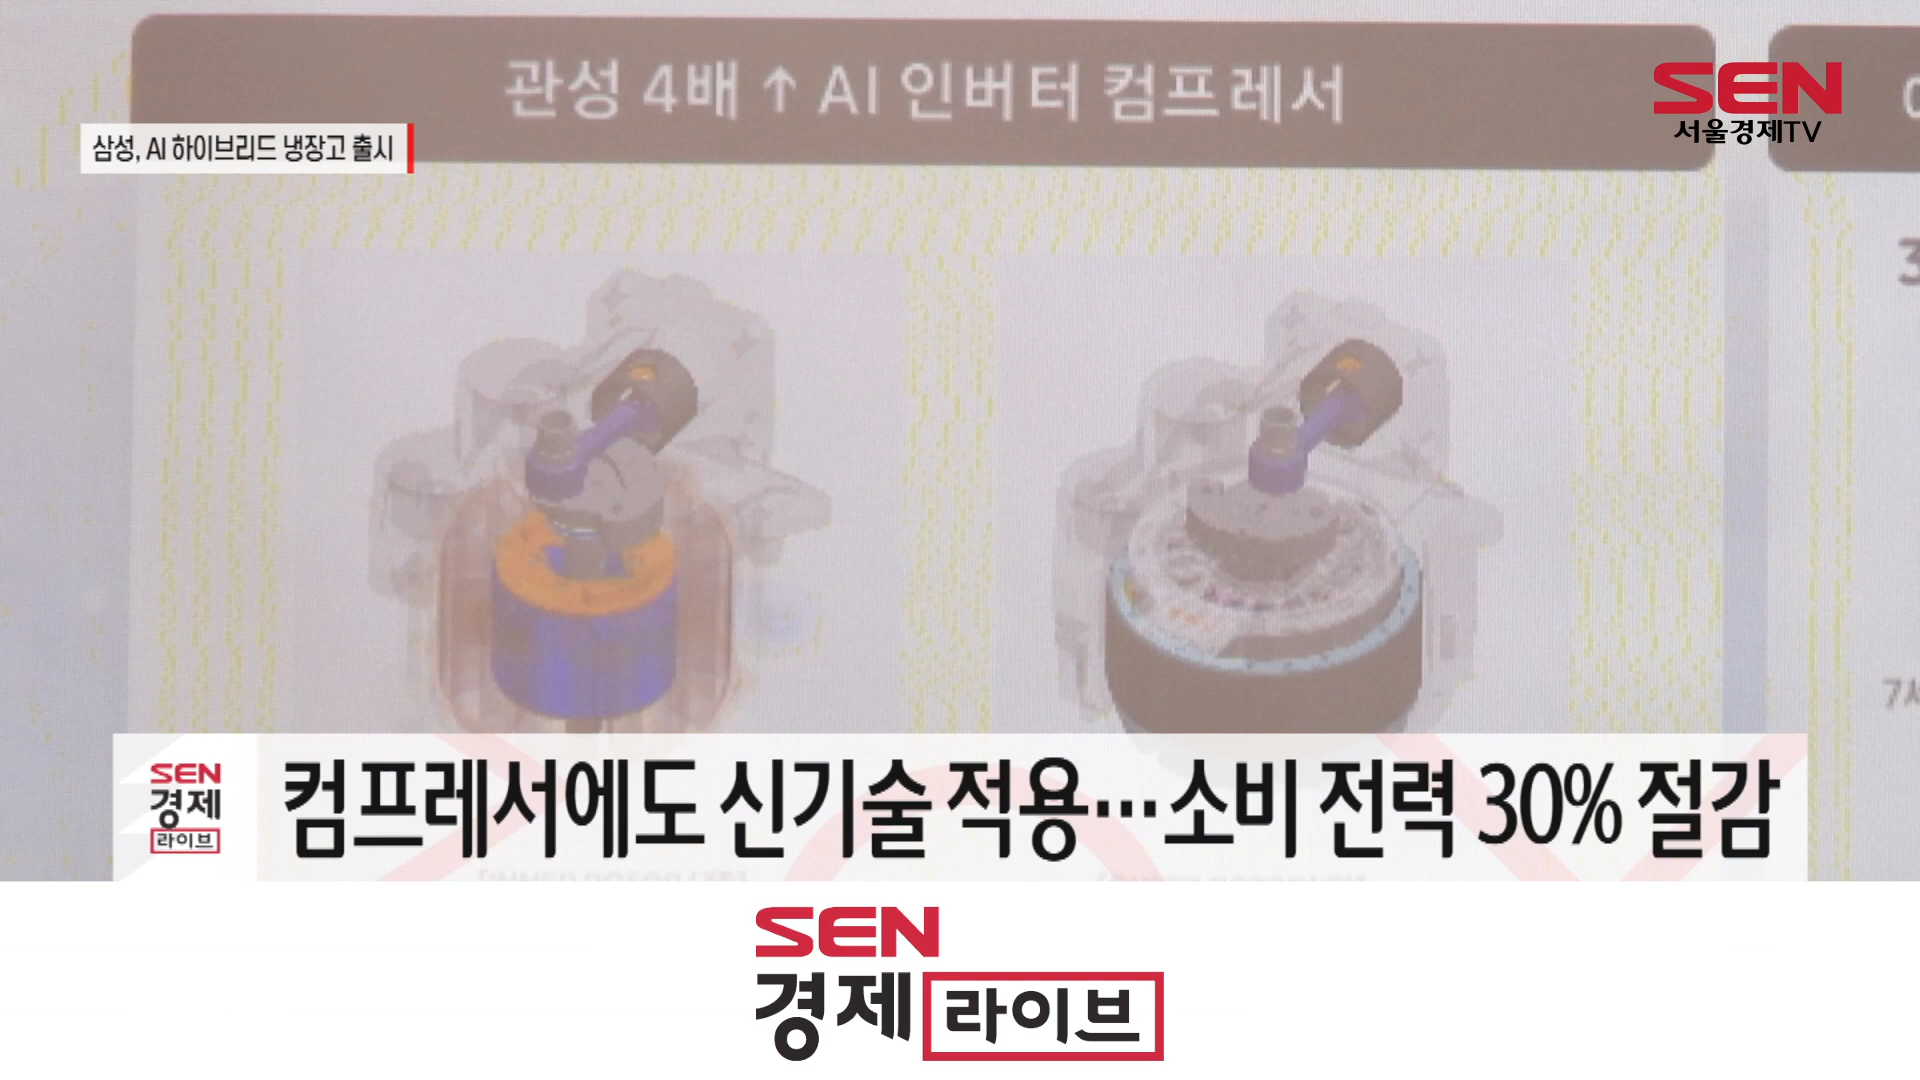 관성 4배 ↑ AI 인버터 컴프레서
SEN
서울경제TV
삼성, AI 하이브리드 냉장고 출시
3
SEN
경제
라이브
컴프레서에도 신기술 적용…소비 전력 30% 절감
SEN
경제 라이브